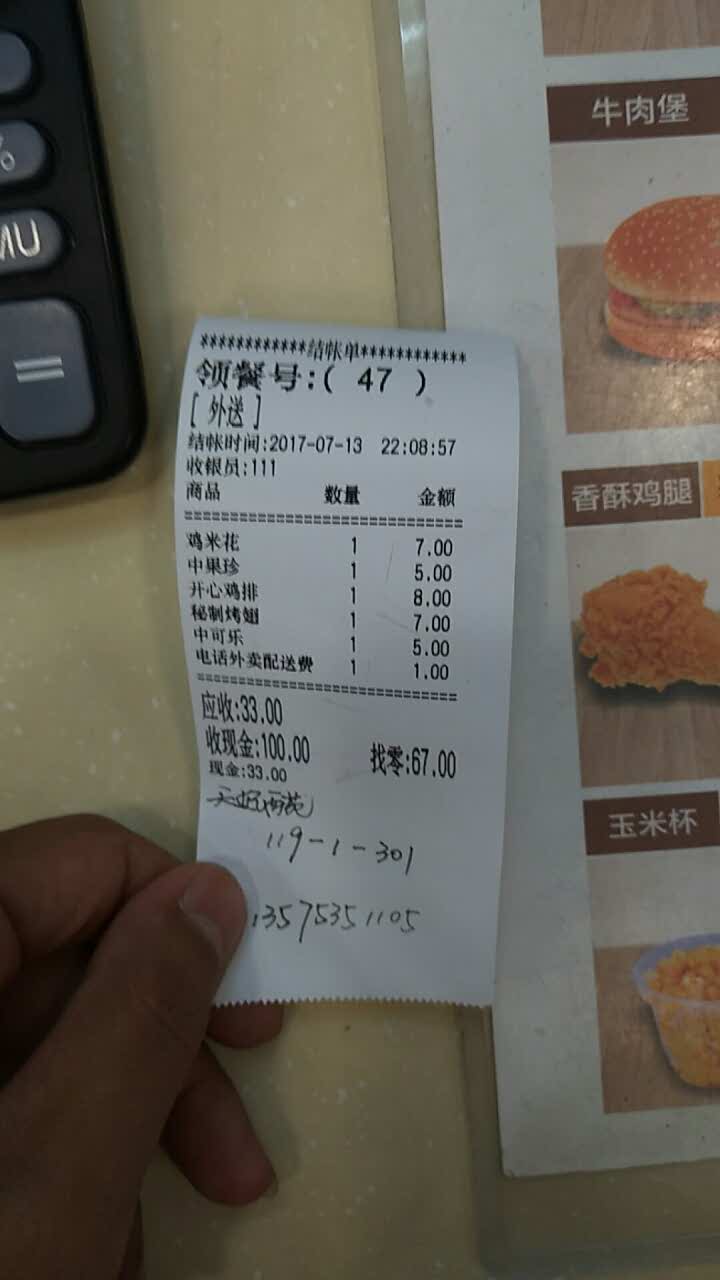 ************结帐单************
领餐号:( 47 )
[ 外送 ]
结帐时间:2017-07-13 22:08:57
收银员:111
商品 数量 金额
鸡米花 1 7.00
中果珍 1 5.00
开心鸡排 1 8.00
秘制烤翅 1 7.00
中可乐 1 5.00
电话外卖配送费 1 1.00
应收:33.00
收现金:100.00 找零:67.00
现金:33.00
119-1-301
13575351105
牛肉堡
香酥鸡腿
玉米杯
%
MU
=